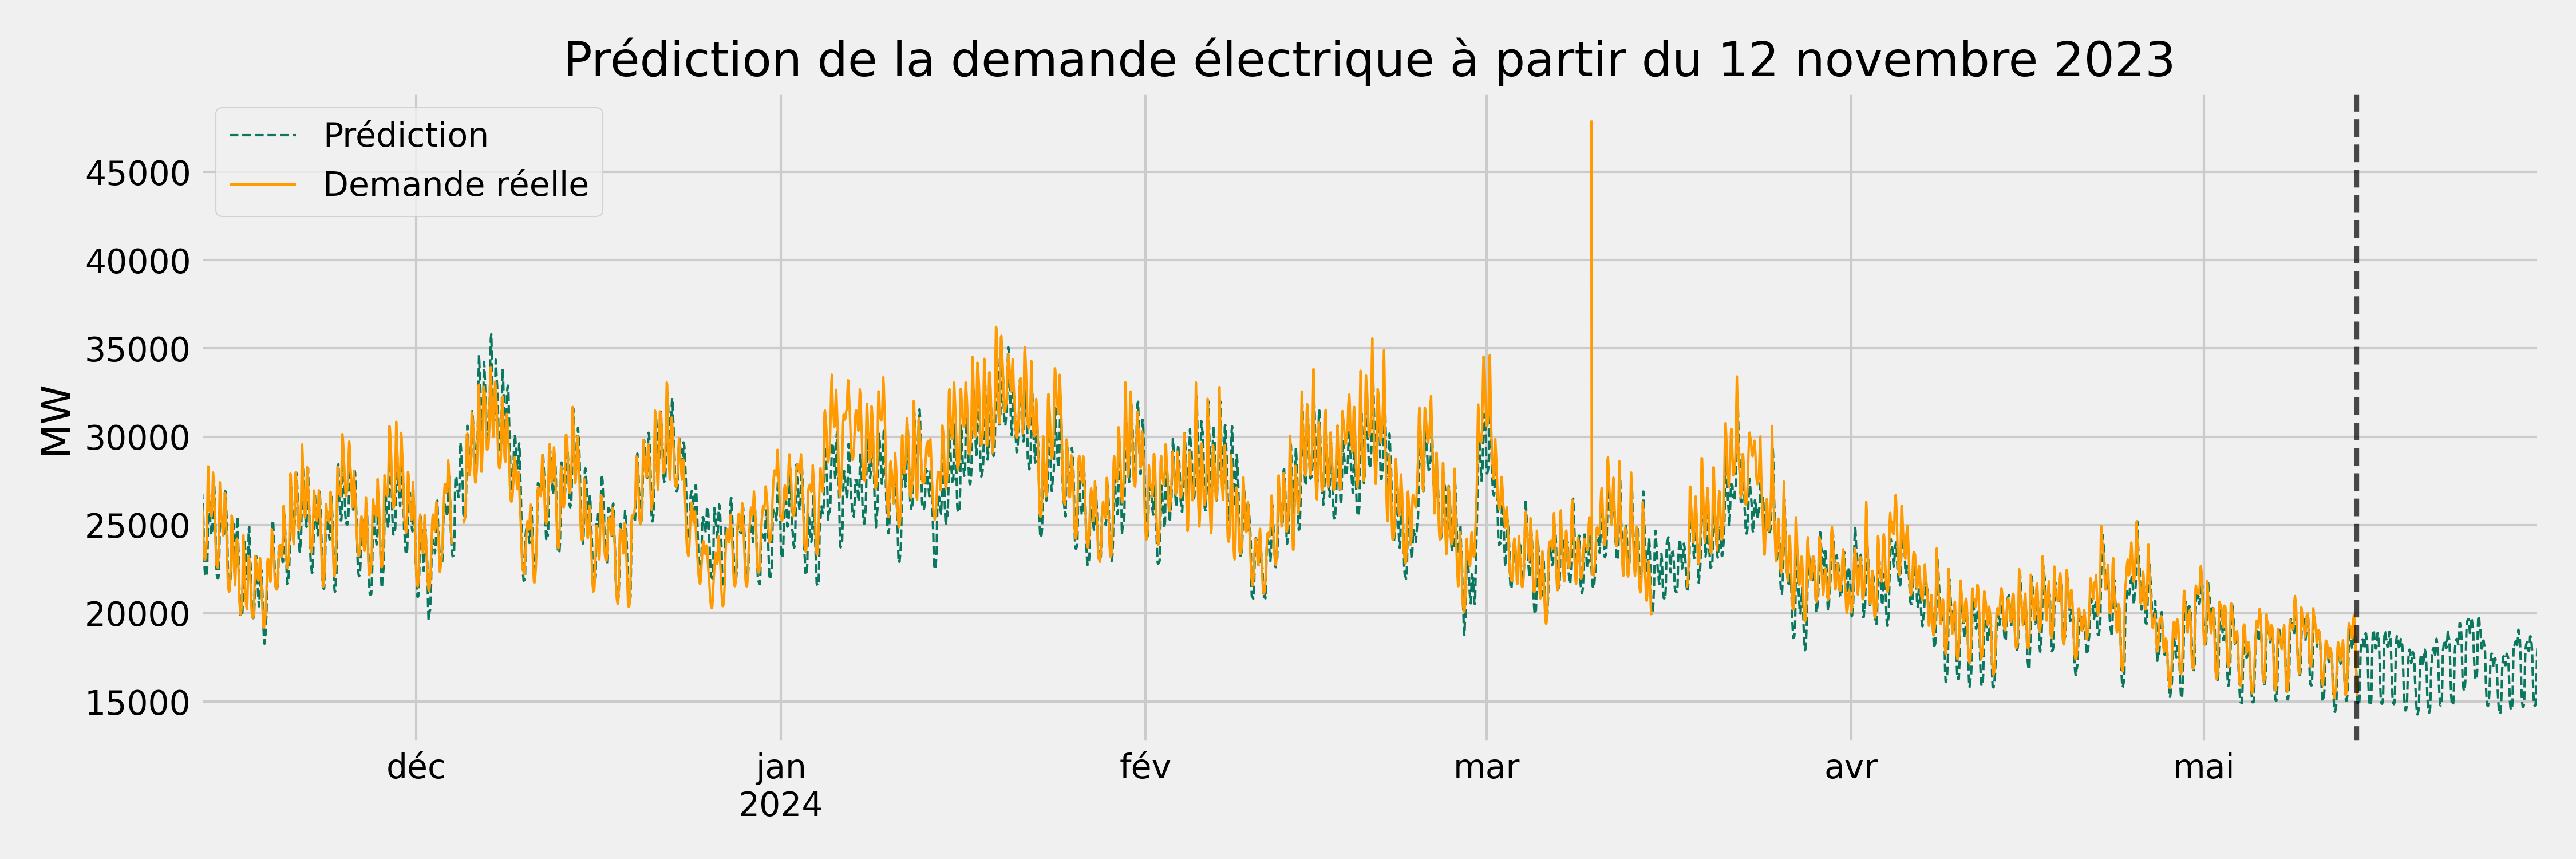 Prédiction de la demande électrique à partir du 12 novembre 2023
Prédiction
Demande réelle
MW
45000
40000
35000
30000
25000
20000
15000
déc
jan
2024
fév
mar
avr
mai